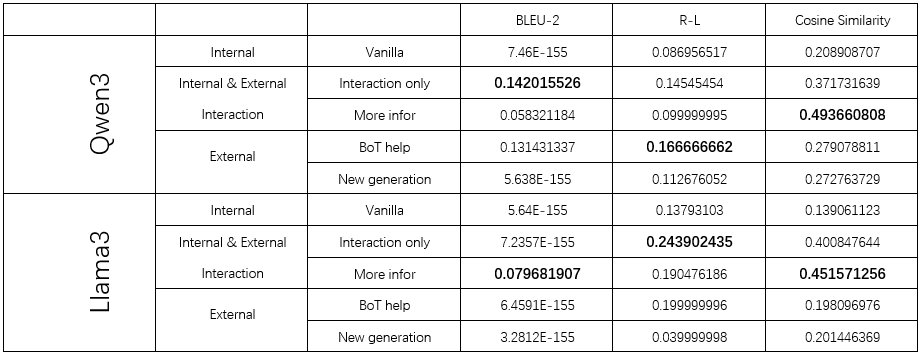 BLEU-2 R-L Cosine Similarity
Qwen3
Internal Vanilla 7.46E-155 0.086956517 0.208908707
Internal & External Interaction only 0.142015526 0.14545454 0.371731639
Interaction More infor 0.058321184 0.099999995 0.493660808
External BoT help 0.131431337 0.166666662 0.279078811
New generation 5.638E-155 0.112676052 0.272763729
Llama3
Internal Vanilla 5.64E-155 0.13793103 0.139061123
Internal & External Interaction only 7.2357E-155 0.243902435 0.400847644
Interaction More infor 0.079681907 0.190476186 0.451571256
External BoT help 6.4591E-155 0.199999996 0.198096976
New generation 3.2812E-155 0.039999998 0.201446369